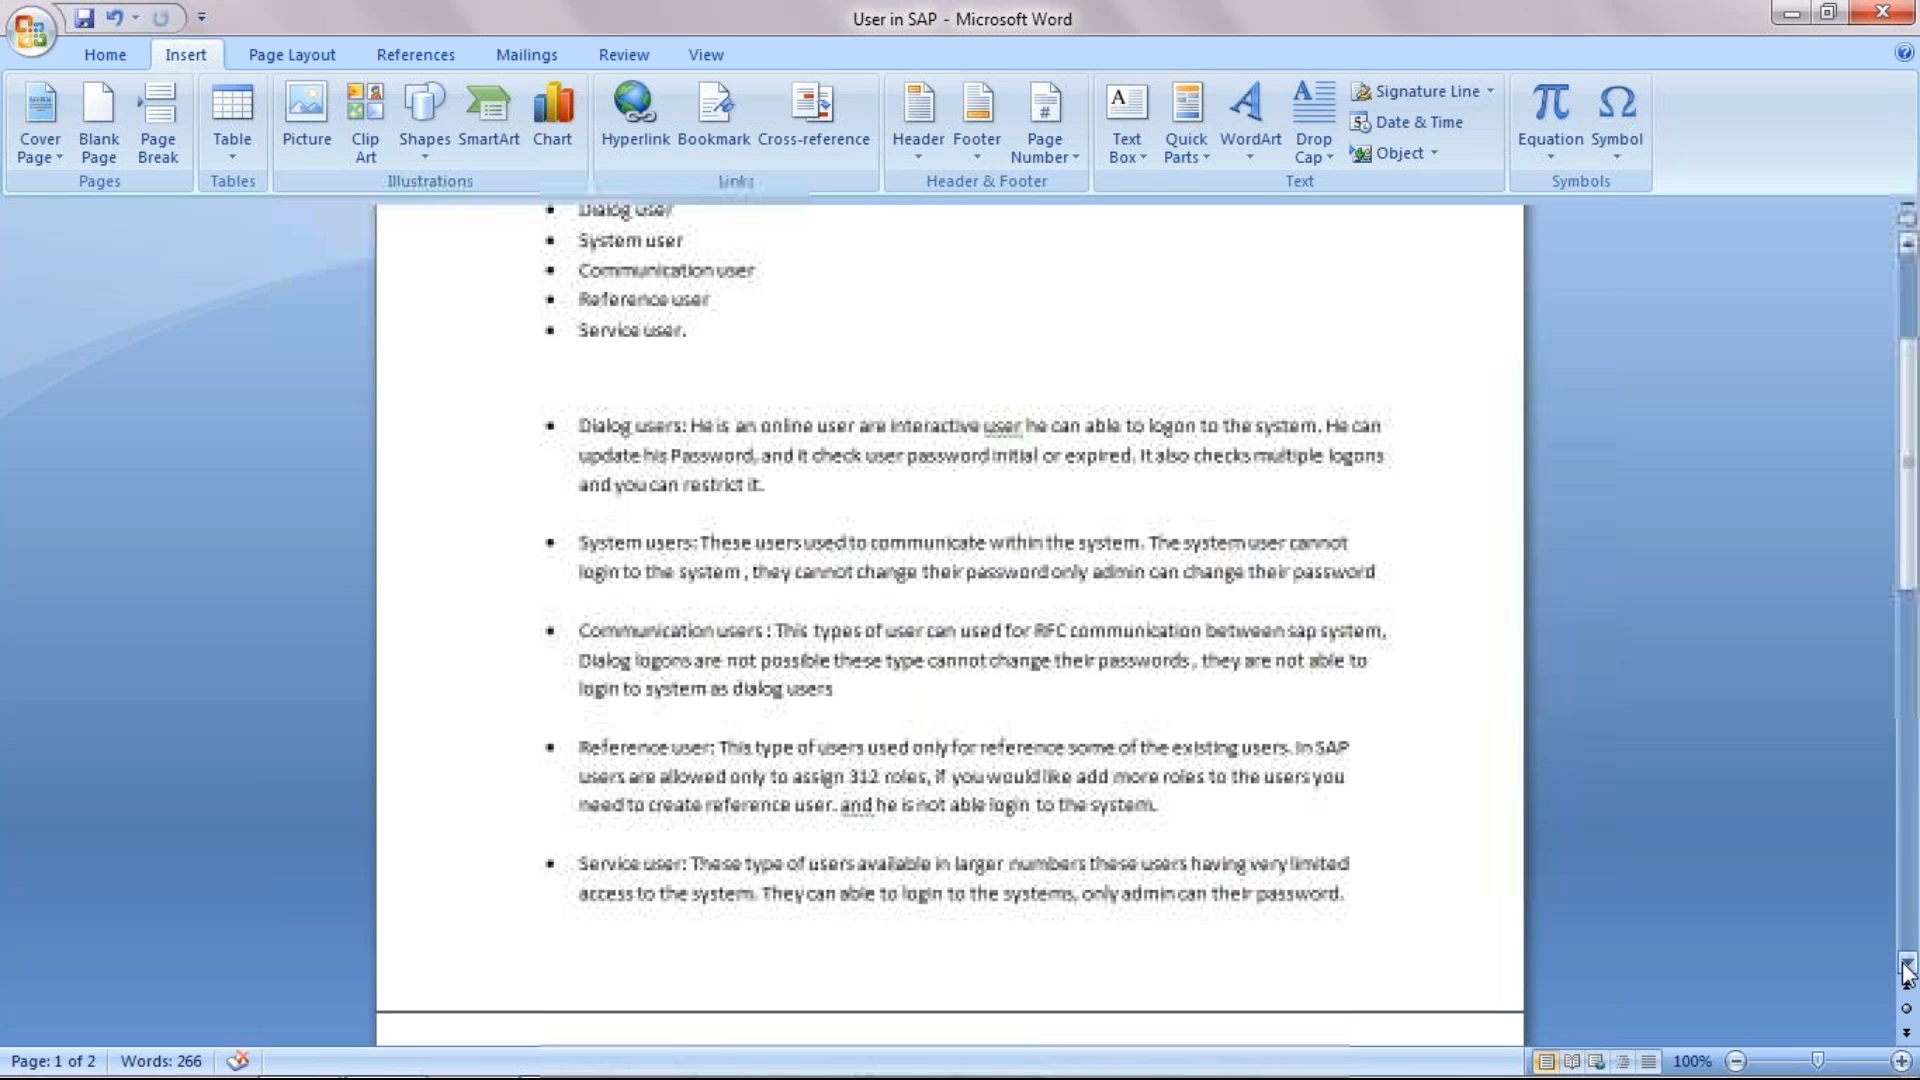 User in SAP - Microsoft Word
Home Insert Page Layout References Mailings Review View
Cover Page
Blank Page
Page Break
Table
Picture
Clip Art
Shapes
SmartArt
Chart
Hyperlink
Bookmark
Cross-reference
Header
Footer
Page Number
Text Box
Quick Parts
WordArt
Drop Cap
Signature Line
Date & Time
Object
Equation
Symbol
Pages Tables Illustrations Links Header & Footer Text Symbols
• Dialog user
• System user
• Communication user
• Reference user
• Service user.
• Dialog users: He is an online user are interactive user he can able to logon to the system. He can
update his Password, and it check user password initial or expired. It also checks multiple logons
and you can restrict it.
• System users: These users used to communicate within the system. The system user cannot
login to the system , they cannot change their password only admin can change their password
• Communication users : This types of user can used for RFC communication between sap system,
Dialog logons are not possible these type cannot change their passwords , they are not able to
login to system as dialog users
• Reference user: This type of users used only for reference some of the existing users. In SAP
users are allowed only to assign 312 roles, if you would like add more roles to the users you
need to create reference user. and he is not able login to the system.
• Service user: These type of users available in larger numbers these users having very limited
access to the system. They can able to login to the systems, only admin can their password.
Page: 1 of 2 Words: 266 100%